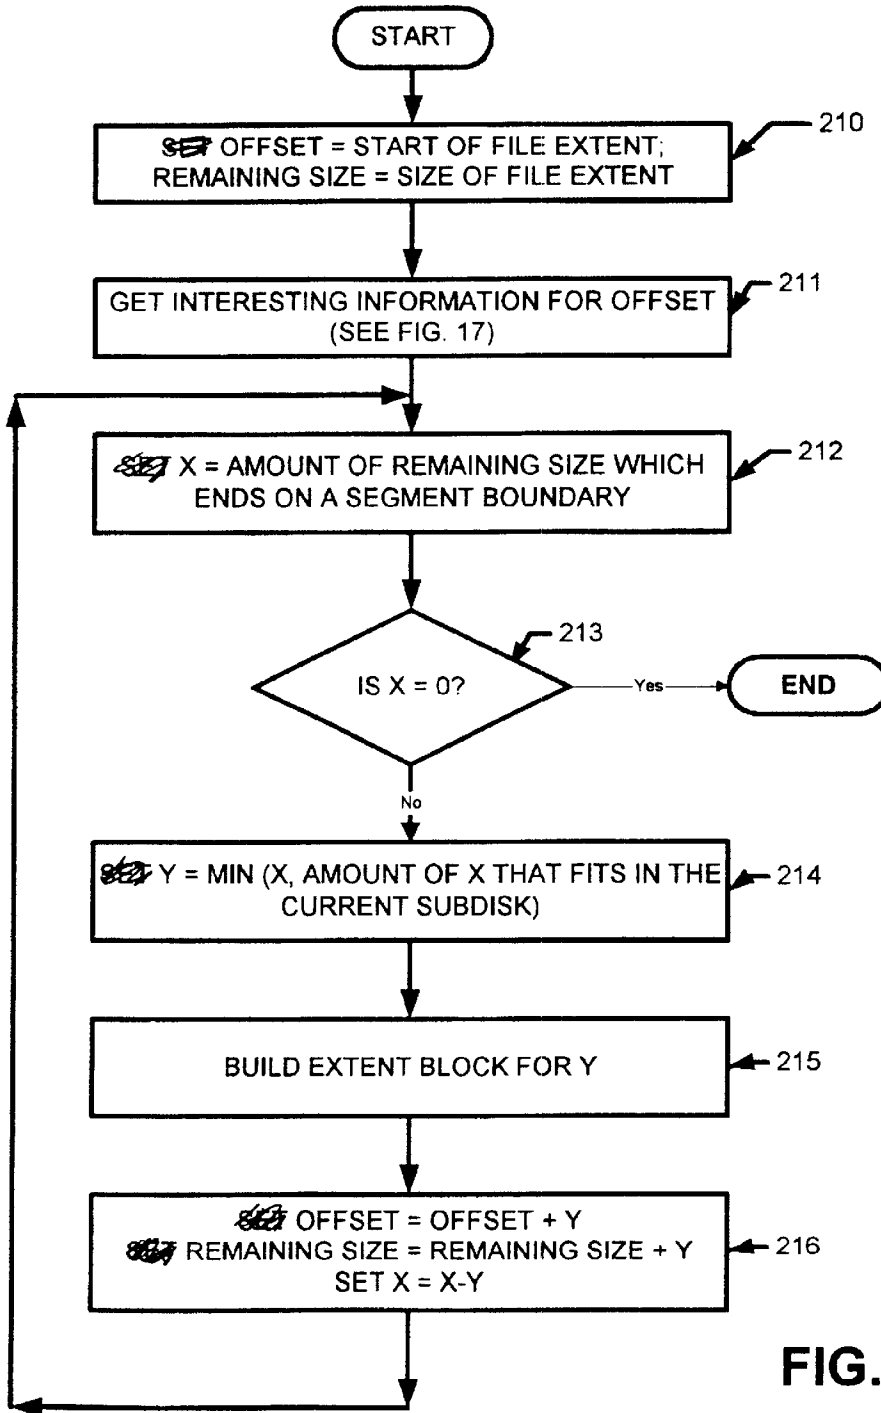 START
OFFSET = START OF FILE EXTENT;
REMAINING SIZE = SIZE OF FILE EXTENT
210
GET INTERESTING INFORMATION FOR OFFSET
(SEE FIG. 17)
211
X = AMOUNT OF REMAINING SIZE WHICH
ENDS ON A SEGMENT BOUNDARY
212
IS X = 0?
213
Yes
END
No
Y = MIN (X, AMOUNT OF X THAT FITS IN THE
CURRENT SUBDISK)
214
BUILD EXTENT BLOCK FOR Y
215
OFFSET = OFFSET + Y
REMAINING SIZE = REMAINING SIZE + Y
SET X = X-Y
216
FIG.